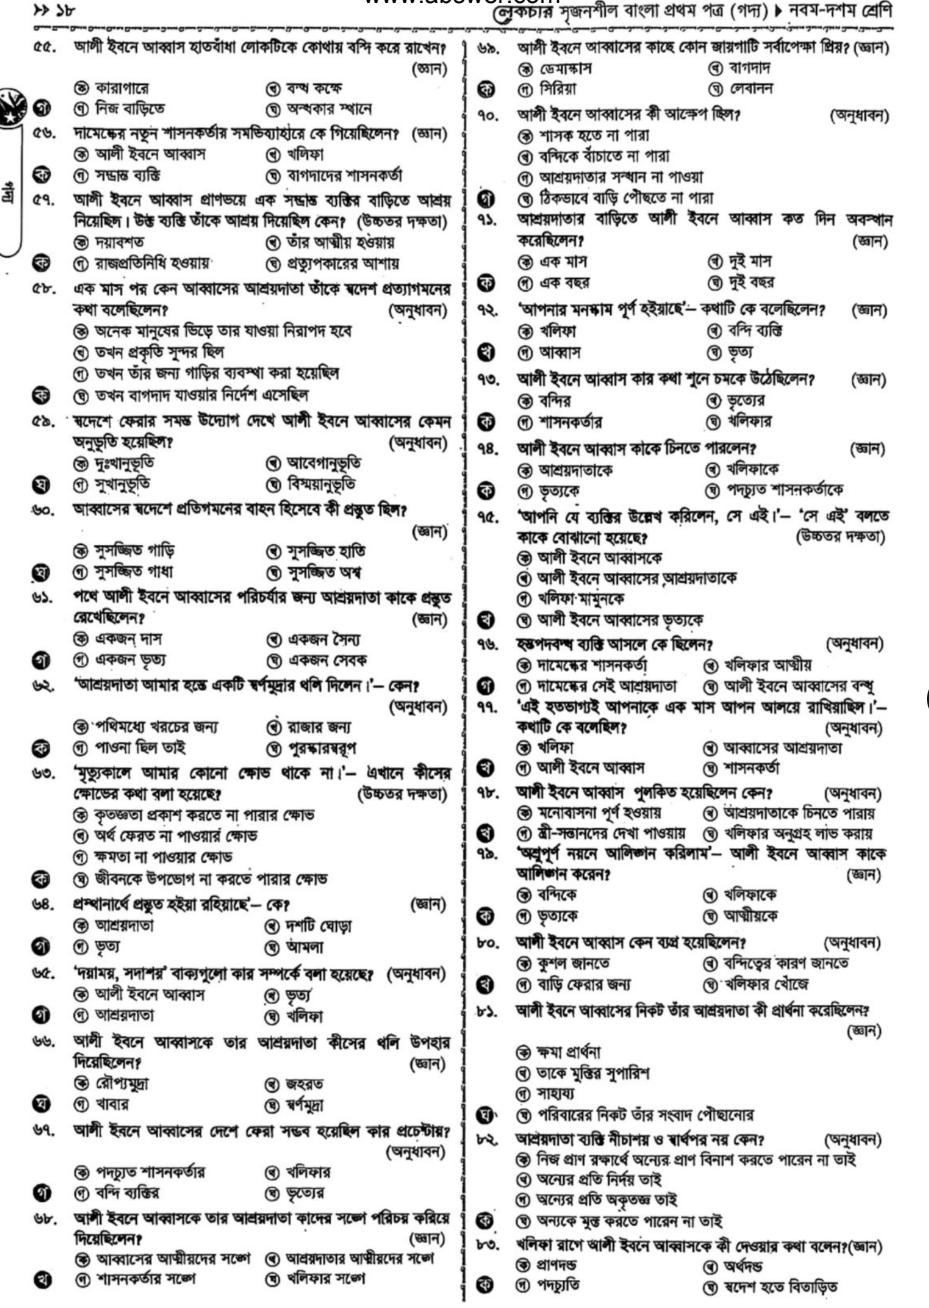 >> ১৮
www.abswer.com
লেকচার সৃজনশীল বাংলা প্রথম পত্র (গদ্য) ▶ নবম-দশম শ্রেণি
গদ্য
৫৫. আলী ইবনে আব্বাস হাতবাঁধা লোকটিকে কোথায় বন্দি করে রাখেন?
(জ্ঞান)
ক কারাগারে খ বন্ধ কক্ষে
গ গ নিজ বাড়িতে ঘ অন্ধকার স্থানে
৫৬. দামেস্কের নতুন শাসনকর্তার সমভিব্যাহারে কে গিয়েছিলেন? (জ্ঞান)
ক আলী ইবনে আব্বাস খ খলিফা
ক গ সম্ভ্রান্ত ব্যক্তি ঘ বাগদাদের শাসনকর্তা
৫৭. আলী ইবনে আব্বাস প্রাণভয়ে এক সম্ভ্রান্ত ব্যক্তির বাড়িতে আশ্রয়
নিয়েছিল। উক্ত ব্যক্তি তাঁকে আশ্রয় দিয়েছিল কেন? (উচ্চতর দক্ষতা)
ক দয়াবশত খ তাঁর আত্মীয় হওয়ায়
ক গ রাজপ্রতিনিধি হওয়ায় ঘ প্রত্যুপকারের আশায়
৫৮. এক মাস পর কেন আব্বাসের আশ্রয়দাতা তাঁকে স্বদেশ প্রত্যাগমনের
কথা বলেছিলেন? (অনুধাবন)
ক অনেক মানুষের ভিড়ে তার যাওয়া নিরাপদ হবে
খ তখন প্রকৃতি সুন্দর ছিল
গ তখন তাঁর জন্য গাড়ির ব্যবস্থা করা হয়েছিল
ক ঘ তখন বাগদাদ যাওয়ার নির্দেশ এসেছিল
৫৯. স্বদেশে ফেরার সমস্ত উদ্যোগ দেখে আলী ইবনে আব্বাসের কেমন
অনুভূতি হয়েছিল? (অনুধাবন)
ক দুঃখানুভূতি খ আবেগানুভূতি
ঘ গ সুখানুভূতি ঘ বিস্ময়ানুভূতি
৬০. আব্বাসের স্বদেশে প্রতিগমনের বাহন হিসেবে কী প্রস্তুত ছিল?
(জ্ঞান)
ক সুসজ্জিত গাড়ি খ সুসজ্জিত হাতি
ঘ গ সুসজ্জিত গাধা ঘ সুসজ্জিত অশ্ব
৬১. পথে আলী ইবনে আব্বাসের পরিচর্যার জন্য আশ্রয়দাতা কাকে প্রস্তুত
রেখেছিলেন? (জ্ঞান)
ক একজন দাস খ একজন সৈন্য
গ গ একজন ভৃত্য ঘ একজন সেবক
৬২. 'আশ্রয়দাতা আমার হস্তে একটি স্বর্ণমুদ্রার থলি দিলেন।'– কেন?
(অনুধাবন)
ক পথিমধ্যে খরচের জন্য খ রাজার জন্য
ক গ পাওনা ছিল তাই ঘ পুরস্কারস্বরূপ
৬৩. 'মৃত্যুকালে আমার কোনো ক্ষোভ থাকে না।'– এখানে কীসের
ক্ষোভের কথা বলা হয়েছে? (উচ্চতর দক্ষতা)
ক কৃতজ্ঞতা প্রকাশ করতে না পারার ক্ষোভ
খ অর্থ ফেরত না পাওয়ার ক্ষোভ
গ ক্ষমতা না পাওয়ার ক্ষোভ
ক ঘ জীবনকে উপভোগ না করতে পারার ক্ষোভ
৬৪. প্রস্থানার্থে প্রস্তুত হইয়া রহিয়াছে'– কে? (জ্ঞান)
ক আশ্রয়দাতা খ দশটি ঘোড়া
গ গ ভৃত্য ঘ আমলা
৬৫. 'দয়াময়, সদাশয়' বাক্যগুলো কার সম্পর্কে বলা হয়েছে? (অনুধাবন)
ক আলী ইবনে আব্বাস খ ভৃত্য
গ গ আশ্রয়দাতা ঘ খলিফা
৬৬. আলী ইবনে আব্বাসকে তার আশ্রয়দাতা কীসের থলি উপহার
দিয়েছিলেন? (জ্ঞান)
ক রৌপ্যমুদ্রা খ জহরত
ঘ গ খাবার ঘ স্বর্ণমুদ্রা
৬৭. আলী ইবনে আব্বাসের দেশে ফেরা সম্ভব হয়েছিল কার প্রচেষ্টায়?
(অনুধাবন)
ক পদচ্যুত শাসনকর্তার খ খলিফার
গ গ বন্দি ব্যক্তির ঘ ভৃত্যের
৬৮. আলী ইবনে আব্বাসকে তার আশ্রয়দাতা কাদের সঙ্গে পরিচয় করিয়ে
দিয়েছিলেন? (জ্ঞান)
ক আব্বাসের আত্মীয়দের সঙ্গে খ আশ্রয়দাতার আত্মীয়দের সঙ্গে
খ গ শাসনকর্তার সঙ্গে ঘ খলিফার সঙ্গে
৬৯. আলী ইবনে আব্বাসের কাছে কোন জায়গাটি সর্বাপেক্ষা প্রিয়? (জ্ঞান)
ক ডেমাস্কাস খ বাগদাদ
ক গ সিরিয়া ঘ লেবানন
৭০. আলী ইবনে আব্বাসের কী আক্ষেপ ছিল? (অনুধাবন)
ক শাসক হতে না পারা
খ বন্দিকে বাঁচাতে না পারা
গ আশ্রয়দাতার সন্ধান না পাওয়া
গ ঘ ঠিকভাবে বাড়ি পৌছতে না পারা
৭১. আশ্রয়দাতার বাড়িতে আলী ইবনে আব্বাস কত দিন অবস্থান
করেছিলেন? (জ্ঞান)
ক এক মাস খ দুই মাস
ক গ এক বছর ঘ দুই বছর
৭২. 'আপনার মনস্কাম পূর্ণ হইয়াছে'– কথাটি কে বলেছিলেন? (জ্ঞান)
ক খলিফা খ বন্দি ব্যক্তি
খ গ আব্বাস ঘ ভৃত্য
৭৩. আলী ইবনে আব্বাস কার কথা শুনে চমকে উঠেছিলেন? (জ্ঞান)
ক বন্দির খ ভৃত্যের
ক গ শাসনকর্তার ঘ খলিফার
৭৪. আলী ইবনে আব্বাস কাকে চিনতে পারলেন? (জ্ঞান)
ক আশ্রয়দাতাকে খ খলিফাকে
ক গ ভৃত্যকে ঘ পদচ্যুত শাসনকর্তাকে
৭৫. 'আপনি যে ব্যক্তির উল্লেখ করিলেন, সে এই।'– 'সে এই' বলতে
কাকে বোঝানো হয়েছে? (উচ্চতর দক্ষতা)
ক আলী ইবনে আব্বাসকে
খ আলী ইবনে আব্বাসের আশ্রয়দাতাকে
গ খলিফা মামুনকে
খ ঘ আলী ইবনে আব্বাসের ভৃত্যকে
৭৬. হস্তপদবদ্ধ ব্যক্তি আসলে কে ছিলেন? (অনুধাবন)
ক দামেস্কের শাসনকর্তা খ খলিফার আত্মীয়
গ গ দামেস্কের সেই আশ্রয়দাতা ঘ আলী ইবনে আব্বাসের বন্ধু
৭৭. 'এই হতভাগ্যই আপনাকে এক মাস আপন আলয়ে রাখিয়াছিল।'–
কথাটি কে বলেছিল? (অনুধাবন)
ক খলিফা খ আব্বাসের আশ্রয়দাতা
খ গ আলী ইবনে আব্বাস ঘ শাসনকর্তা
৭৮. আলী ইবনে আব্বাস পুলকিত হয়েছিলেন কেন? (অনুধাবন)
ক মনোবাসনা পূর্ণ হওয়ায় খ আশ্রয়দাতাকে চিনতে পারায়
খ গ স্ত্রী-সন্তানদের দেখা পাওয়ায় ঘ খলিফার অনুগ্রহ লাভ করায়
৭৯. 'অশ্রুপূর্ণ নয়নে আলিঙ্গন করিলাম'– আলী ইবনে আব্বাস কাকে
আলিঙ্গন করেন? (জ্ঞান)
ক বন্দিকে খ খলিফাকে
ক গ ভৃত্যকে ঘ আত্মীয়কে
৮০. আলী ইবনে আব্বাস কেন ব্যগ্র হয়েছিলেন? (অনুধাবন)
ক কুশল জানতে খ বন্দিত্বের কারণ জানতে
খ গ বাড়ি ফেরার জন্য ঘ খলিফার খোঁজে
৮১. আলী ইবনে আব্বাসের নিকট তাঁর আশ্রয়দাতা কী প্রার্থনা করেছিলেন?
(জ্ঞান)
ক ক্ষমা প্রার্থনা
খ তাকে মুক্তির সুপারিশ
গ সাহায্য
ঘ ঘ পরিবারের নিকট তাঁর সংবাদ পৌছানোর
৮২. আশ্রয়দাতা ব্যক্তি নীচাশয় ও স্বার্থপর নয় কেন? (অনুধাবন)
ক নিজ প্রাণ রক্ষার্থে অন্যের প্রাণ বিনাশ করতে পারেন না তাই
খ অন্যের প্রতি নির্দয় তাই
গ অন্যের প্রতি অকৃতজ্ঞ তাই
ক ঘ অন্যকে মুক্ত করতে পারেন না তাই
৮৩. খলিফা রাগে আলী ইবনে আব্বাসকে কী দেওয়ার কথা বলেন?(জ্ঞান)
ক প্রাণদণ্ড খ অর্থদণ্ড
ক গ পদচ্যুতি ঘ স্বদেশ হতে বিতাড়িত